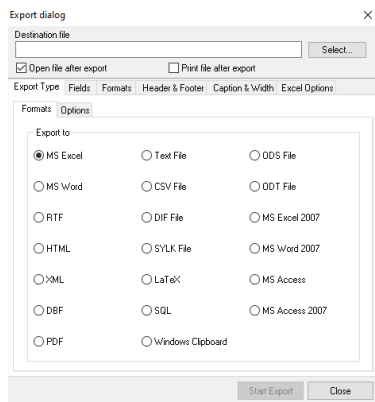 Export dialog
Destination file
Select...
Open file after export Print file after export
Export Type Fields Formats Header & Footer Caption & Width Excel Options
Formats Options
Export to
MS Excel Text File ODS File
MS Word CSV File ODT File
RTF DIF File MS Excel 2007
HTML SYLK File MS Word 2007
XML LaTeX MS Access
DBF SQL MS Access 2007
PDF Windows Clipboard
Start Export Close